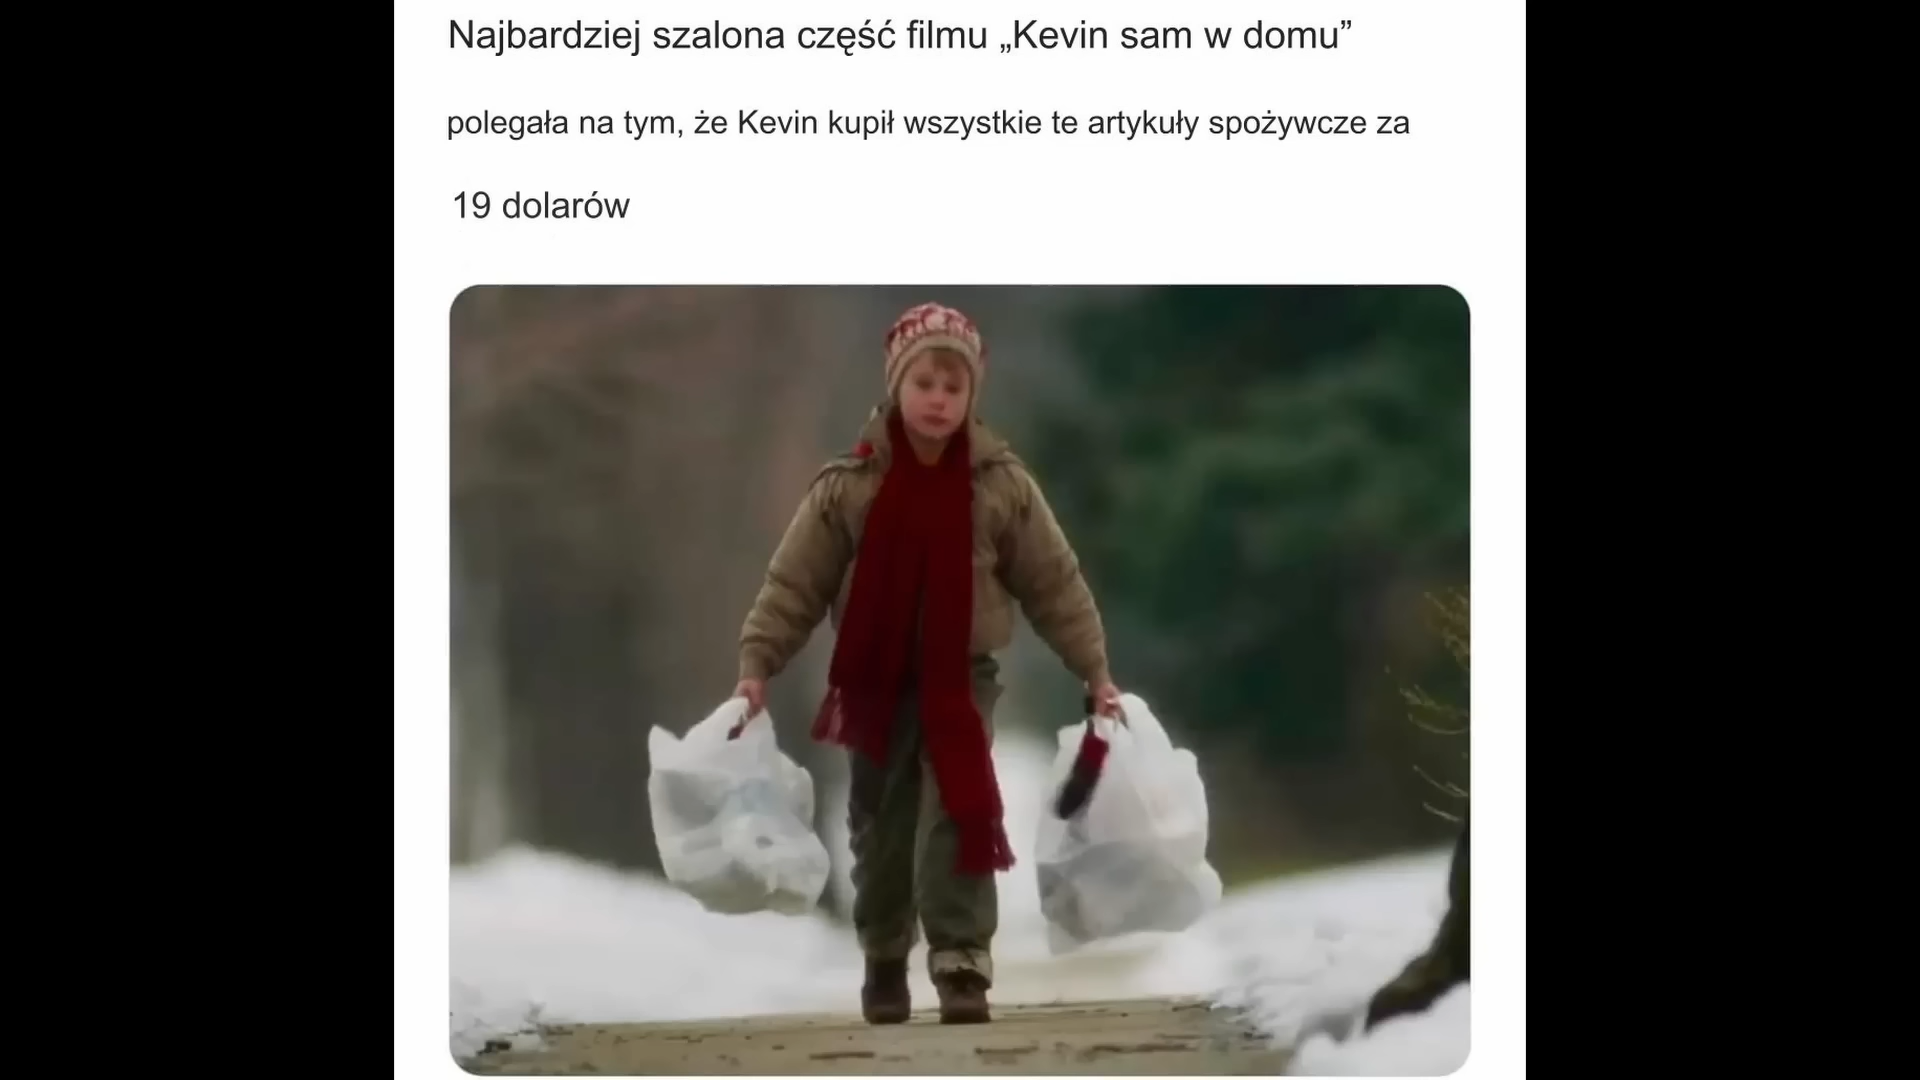 Najbardziej szalona część filmu „Kevin sam w domu”
polegała na tym, że Kevin kupił wszystkie te artykuły spożywcze za
19 dolarów